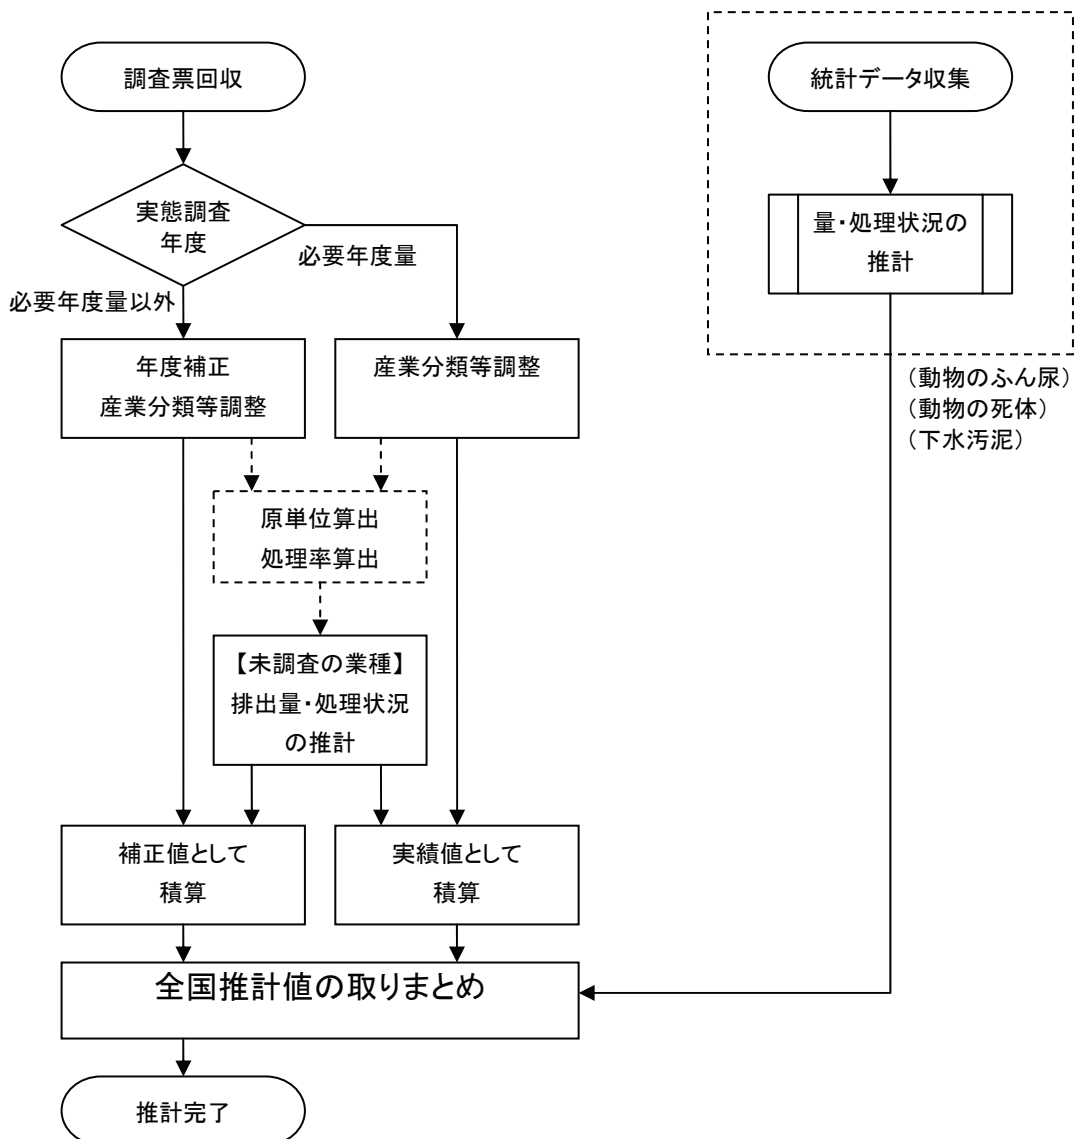 調査票回収
統計データ収集
実態調査
年度
必要年度量
必要年度量以外
量・処理状況の
推計
年度補正
産業分類等調整
産業分類等調整
(動物のふん尿)
(動物の死体)
(下水汚泥)
原単位算出
処理率算出
【未調査の業種】
排出量・処理状況
の推計
補正値として
積算
実績値として
積算
全国推計値の取りまとめ
推計完了